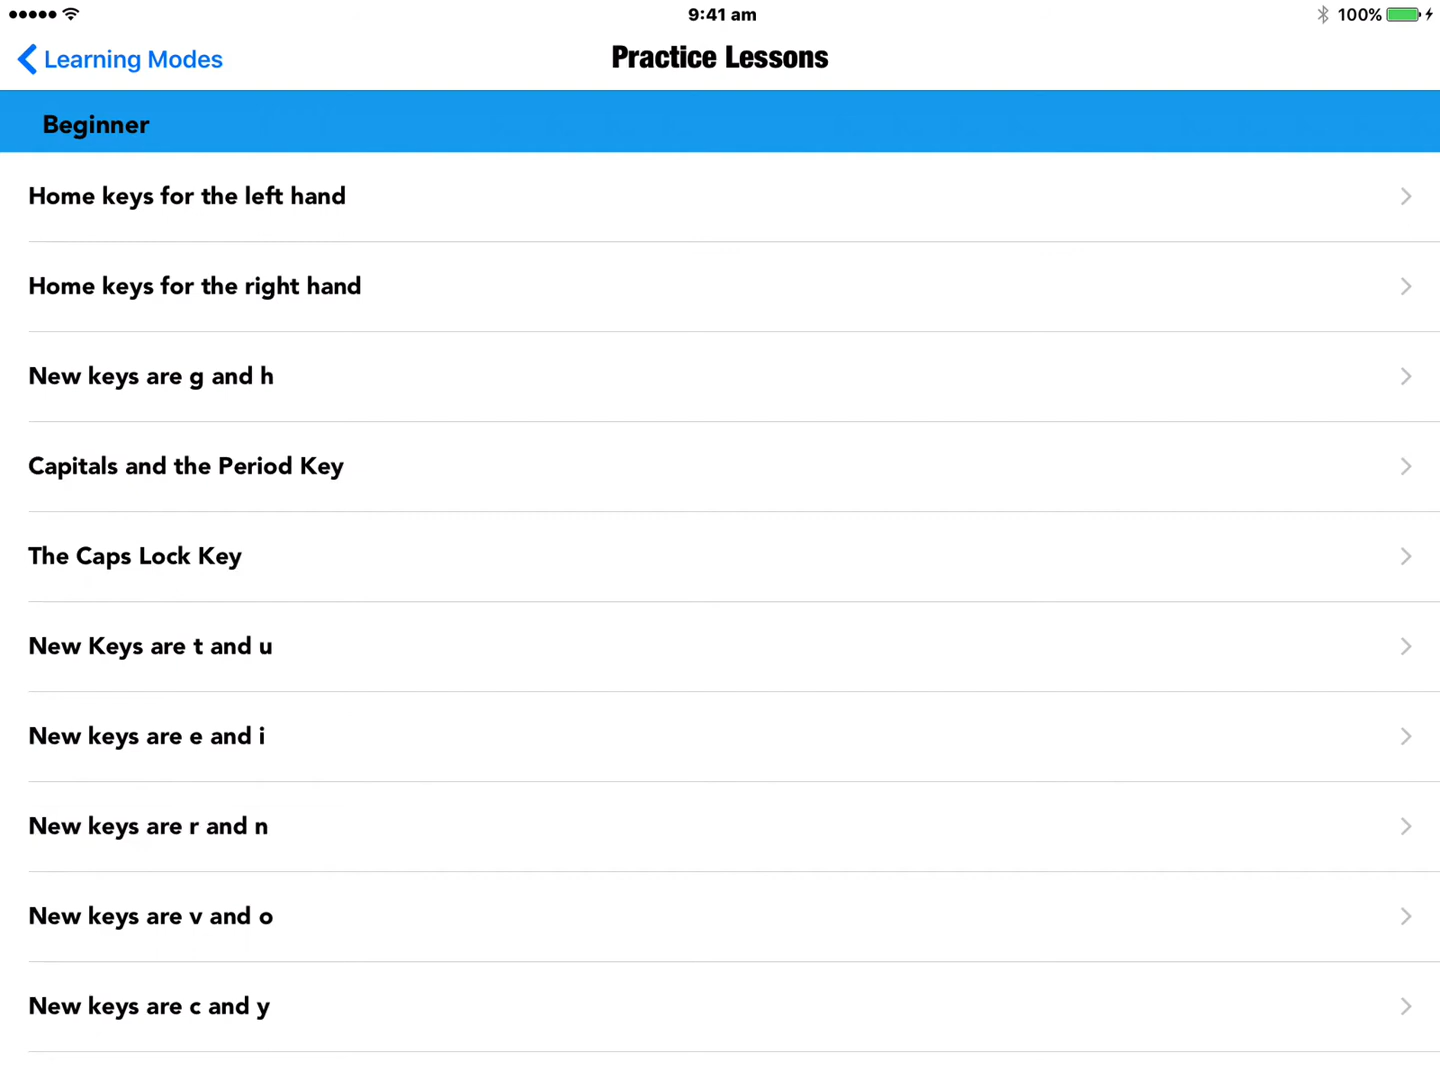 9:41 am
100%
Learning Modes
Practice Lessons
Beginner
Home keys for the left hand
Home keys for the right hand
New keys are g and h
Capitals and the Period Key
The Caps Lock Key
New Keys are t and u
New keys are e and i
New keys are r and n
New keys are v and o
New keys are c and y